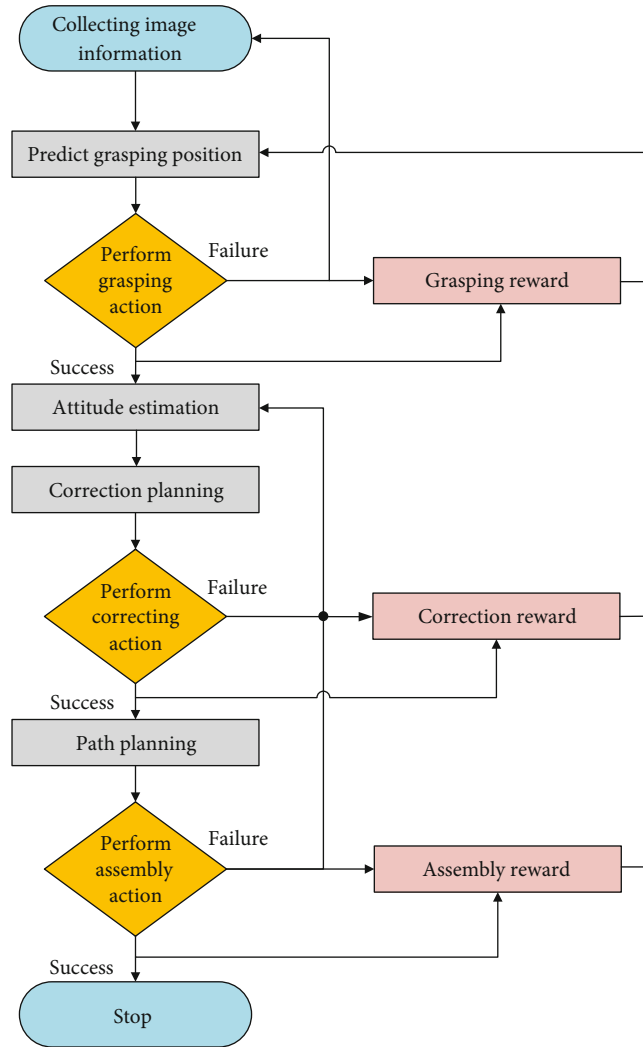 Collecting image
information
Predict grasping position
Perform
grasping
action
Failure
Grasping reward
Success
Attitude estimation
Correction planning
Perform
correcting
action
Failure
Correction reward
Success
Path planning
Perform
assembly
action
Failure
Assembly reward
Success
Stop